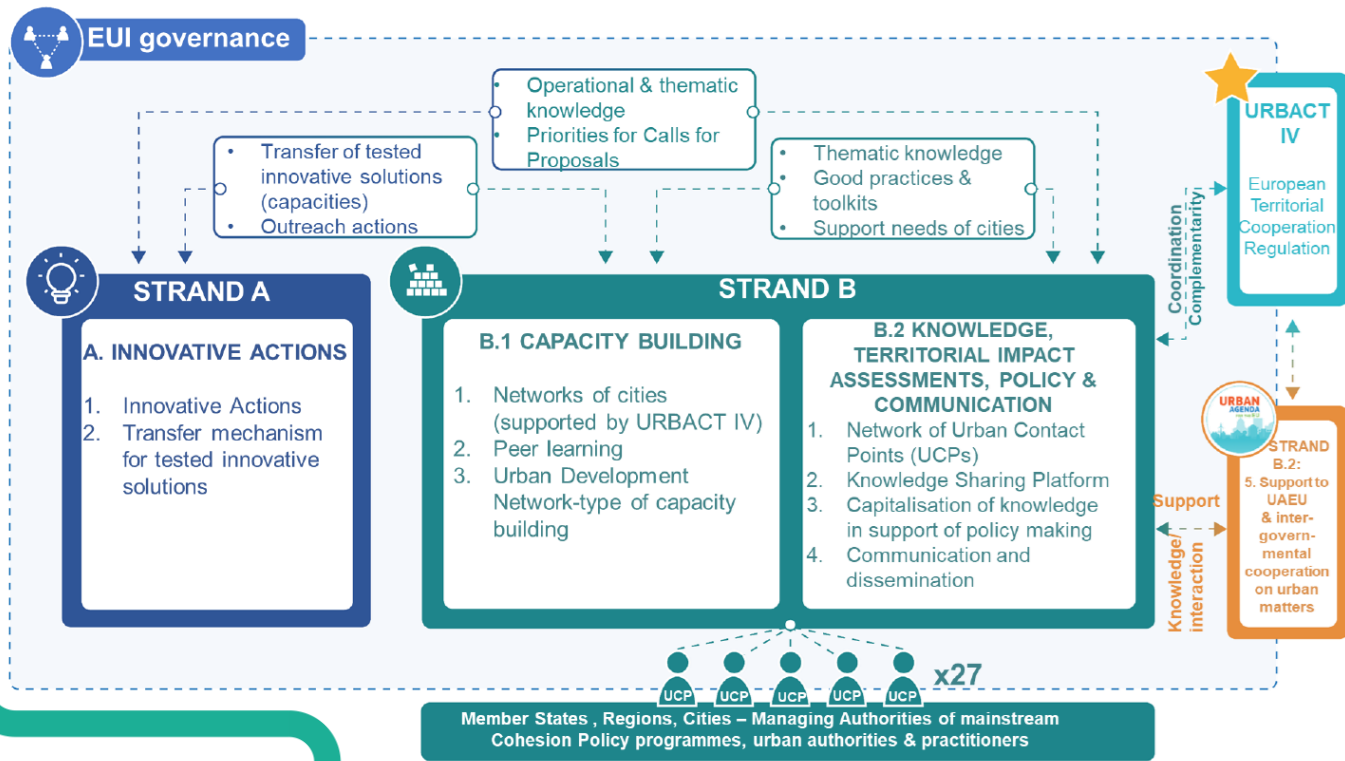 EUI governance
• Operational & thematic
knowledge
• Priorities for Calls for
Proposals
• Transfer of tested
innovative solutions
(capacities)
• Outreach actions
• Thematic knowledge
• Good practices &
toolkits
• Support needs of cities
STRAND A
A. INNOVATIVE ACTIONS
1. Innovative Actions
2. Transfer mechanism
for tested innovative
solutions
STRAND B
B.1 CAPACITY BUILDING
1. Networks of cities
(supported by URBACT IV)
2. Peer learning
3. Urban Development
Network-type of capacity
building
B.2 KNOWLEDGE,
TERRITORIAL IMPACT
ASSESSMENTS, POLICY &
COMMUNICATION
1. Network of Urban Contact
Points (UCPs)
2. Knowledge Sharing Platform
3. Capitalisation of knowledge
in support of policy making
4. Communication and
dissemination
Coordination
Complementarity
URBACT
IV
European
Territorial
Cooperation
Regulation
Support
Knowledge/
interaction
URBAN
AGENDA
STRAND
B.2:
5. Support to
UAEU
& inter-
govern-
mental
cooperation
on urban
matters
UCP UCP UCP UCP UCP
x27
Member States , Regions, Cities – Managing Authorities of mainstream
Cohesion Policy programmes, urban authorities & practitioners